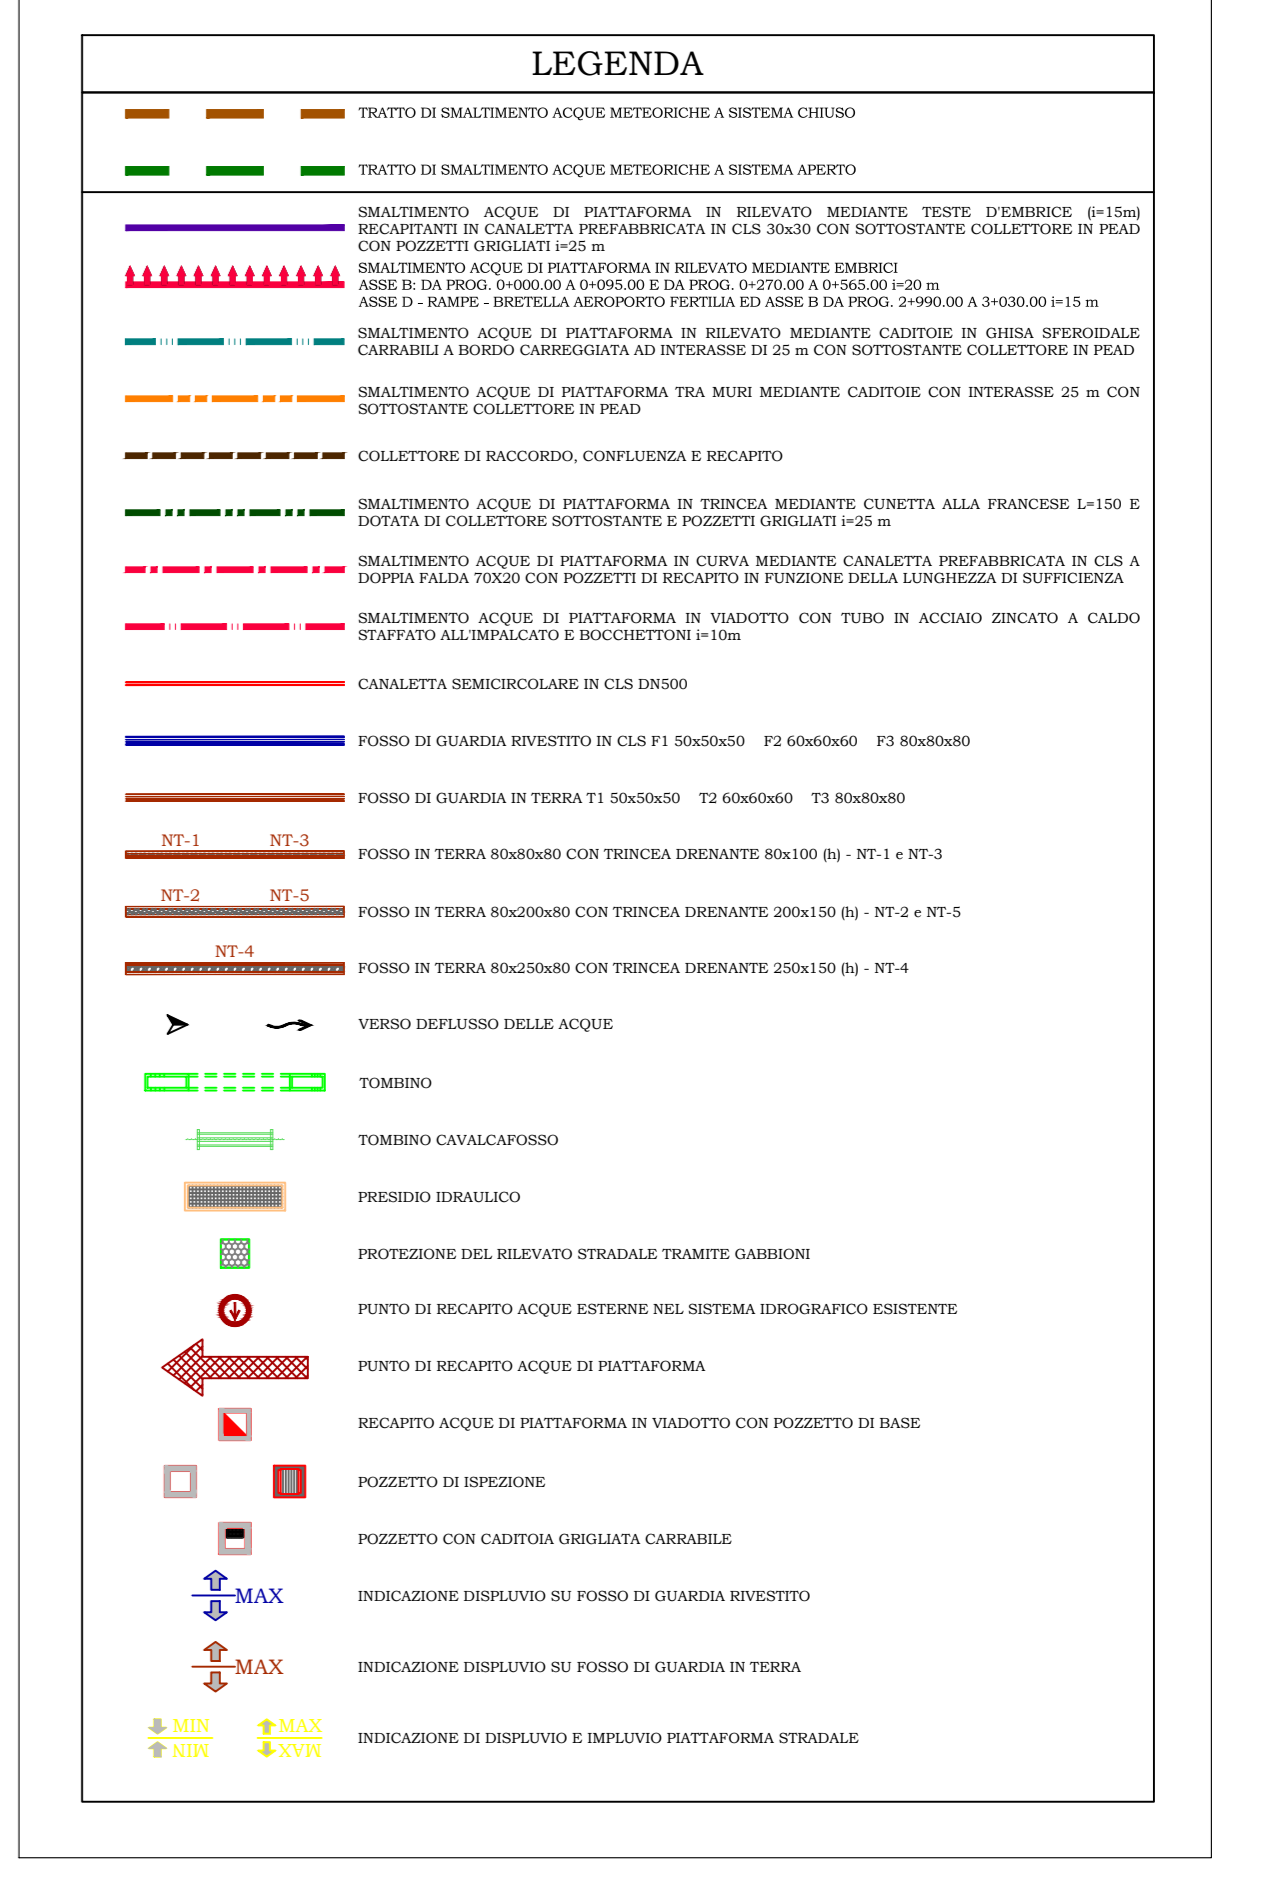 LEGENDA
TRATTO DI SMALTIMENTO ACQUE METEORICHE A SISTEMA CHIUSO
TRATTO DI SMALTIMENTO ACQUE METEORICHE A SISTEMA APERTO
SMALTIMENTO ACQUE DI PIATTAFORMA IN RILEVATO MEDIANTE TESTE D'EMBRICE (i=15m)
RECAPITANTI IN CANALETTA PREFABBRICATA IN CLS 30x30 CON SOTTOSTANTE COLLETTORE IN PEAD
CON POZZETTI GRIGLIATI i=25 m
SMALTIMENTO ACQUE DI PIATTAFORMA IN RILEVATO MEDIANTE EMBRICI
ASSE B: DA PROG. 0+000.00 A 0+095.00 E DA PROG. 0+270.00 A 0+565.00 i=20 m
ASSE D - RAMPE - BRETELLA AEROPORTO FERTILIA ED ASSE B DA PROG. 2+990.00 A 3+030.00 i=15 m
SMALTIMENTO ACQUE DI PIATTAFORMA IN RILEVATO MEDIANTE CADITOIE IN GHISA SFEROIDALE
CARRABILI A BORDO CARREGGIATA AD INTERASSE DI 25 m CON SOTTOSTANTE COLLETTORE IN PEAD
SMALTIMENTO ACQUE DI PIATTAFORMA TRA MURI MEDIANTE CADITOIE CON INTERASSE 25 m CON
SOTTOSTANTE COLLETTORE IN PEAD
COLLETTORE DI RACCORDO, CONFLUENZA E RECAPITO
SMALTIMENTO ACQUE DI PIATTAFORMA IN TRINCEA MEDIANTE CUNETTA ALLA FRANCESE L=150 E
DOTATA DI COLLETTORE SOTTOSTANTE E POZZETTI GRIGLIATI i=25 m
SMALTIMENTO ACQUE DI PIATTAFORMA IN CURVA MEDIANTE CANALETTA PREFABBRICATA IN CLS A
DOPPIA FALDA 70X20 CON POZZETTI DI RECAPITO IN FUNZIONE DELLA LUNGHEZZA DI SUFFICIENZA
SMALTIMENTO ACQUE DI PIATTAFORMA IN VIADOTTO CON TUBO IN ACCIAIO ZINCATO A CALDO
STAFFATO ALL'IMPALCATO E BOCCHETTONI i=10m
CANALETTA SEMICIRCOLARE IN CLS DN500
FOSSO DI GUARDIA RIVESTITO IN CLS F1 50x50x50 F2 60x60x60 F3 80x80x80
FOSSO DI GUARDIA IN TERRA T1 50x50x50 T2 60x60x60 T3 80x80x80
NT-1 NT-3
FOSSO IN TERRA 80x80x80 CON TRINCEA DRENANTE 80x100 (h) - NT-1 e NT-3
NT-2 NT-5
FOSSO IN TERRA 80x200x80 CON TRINCEA DRENANTE 200x150 (h) - NT-2 e NT-5
NT-4
FOSSO IN TERRA 80x250x80 CON TRINCEA DRENANTE 250x150 (h) - NT-4
VERSO DEFLUSSO DELLE ACQUE
TOMBINO
TOMBINO CAVALCAFOSSO
PRESIDIO IDRAULICO
PROTEZIONE DEL RILEVATO STRADALE TRAMITE GABBIONI
PUNTO DI RECAPITO ACQUE ESTERNE NEL SISTEMA IDROGRAFICO ESISTENTE
PUNTO DI RECAPITO ACQUE DI PIATTAFORMA
RECAPITO ACQUE DI PIATTAFORMA IN VIADOTTO CON POZZETTO DI BASE
POZZETTO DI ISPEZIONE
POZZETTO CON CADITOIA GRIGLIATA CARRABILE
MAX INDICAZIONE DISPLUVIO SU FOSSO DI GUARDIA RIVESTITO
MAX INDICAZIONE DISPLUVIO SU FOSSO DI GUARDIA IN TERRA
MIN MAX
MIN MAX
INDICAZIONE DI DISPLUVIO E IMPLUVIO PIATTAFORMA STRADALE